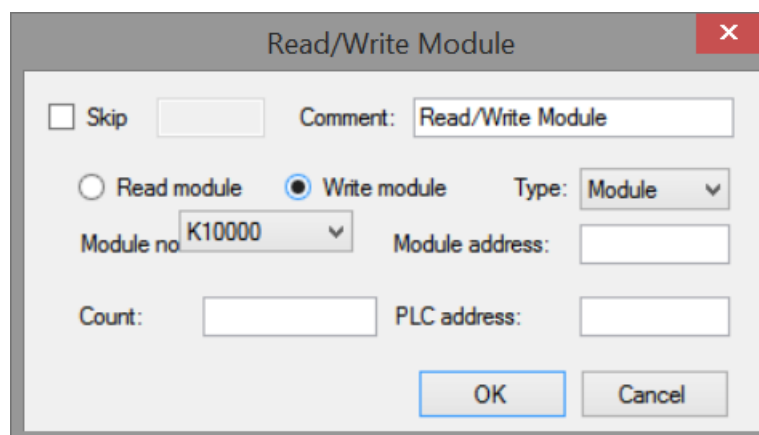 Read/Write Module
Skip Comment: Read/Write Module
Read module Write module Type: Module
Module no K10000 Module address:
Count: PLC address:
OK Cancel